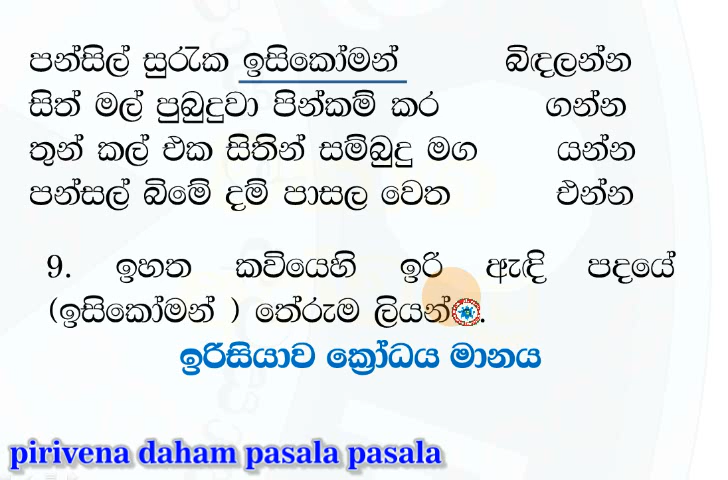 පන්සිල් සුරැක ඉසිකෝමන් බිඳලන්න
සිත් මල් පුබුදුවා පින්කම් කර ගන්න
තුන් කල් එක සිතින් සම්බුදු මග යන්න
පන්සල් බිමේ දම් පාසල වෙත එන්න
9. ඉහත කවියෙහි ඉරි ඇඳි පදයේ
(ඉසිකෝමන් ) තේරුම ලියන්න.
ඉරිසියාව ක්‍රෝධය මානය
pirivena daham pasala pasala